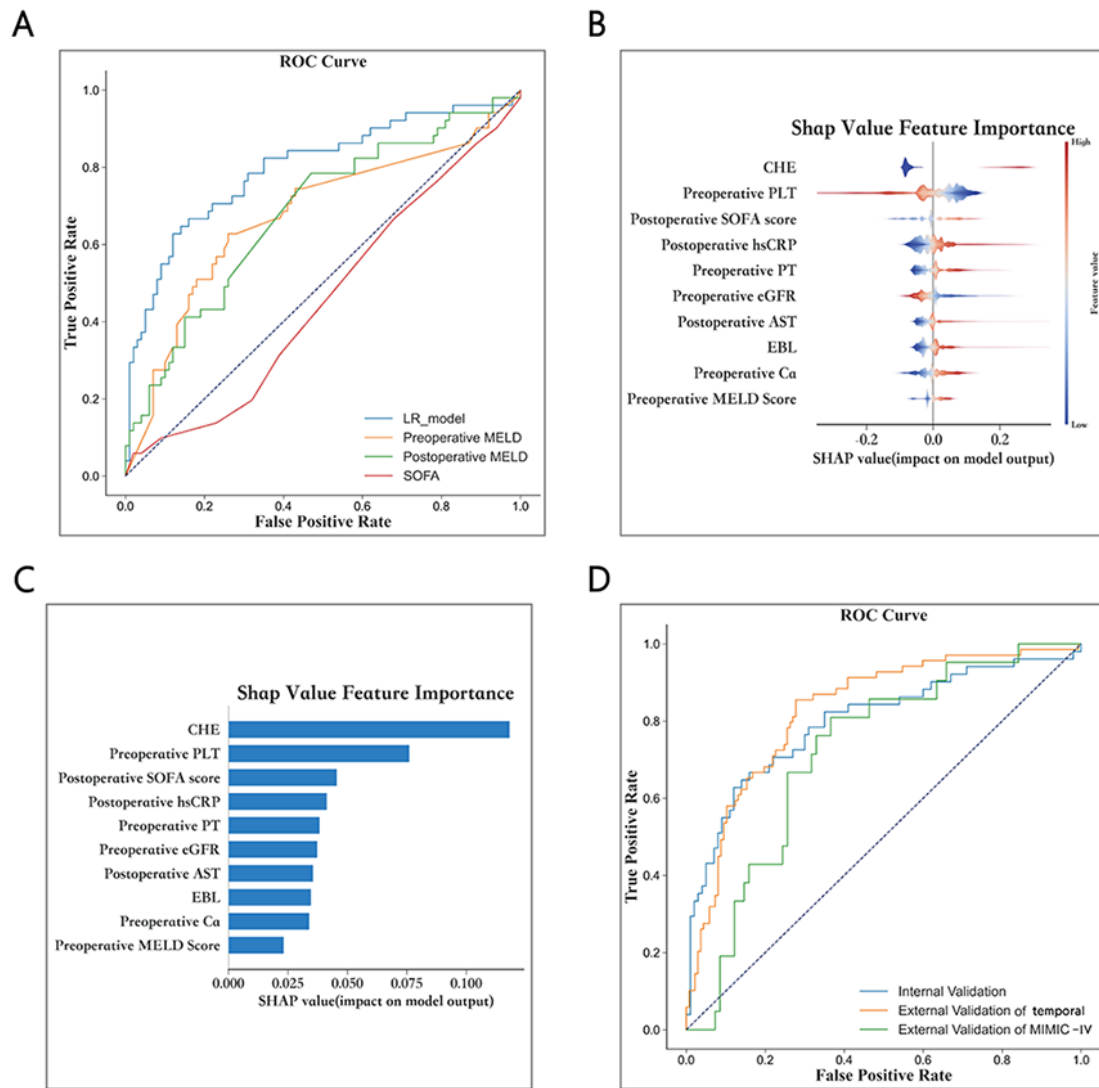 A
ROC Curve
True Positive Rate
1.0
0.8
0.6
0.4
0.2
0.0
0.0 0.2 0.4 0.6 0.8 1.0
False Positive Rate
LR_model
Preoperative MELD
Postoperative MELD
SOFA
B
Shap Value Feature Importance
CHE
Preoperative PLT
Postoperative SOFA score
Postoperative hsCRP
Preoperative PT
Preoperative eGFR
Postoperative AST
EBL
Preoperative Ca
Preoperative MELD Score
-0.2 0.0 0.2
SHAP value(impact on model output)
High
Feature value
Low
C
Shap Value Feature Importance
CHE
Preoperative PLT
Postoperative SOFA score
Postoperative hsCRP
Preoperative PT
Preoperative eGFR
Postoperative AST
EBL
Preoperative Ca
Preoperative MELD Score
0.000 0.025 0.050 0.075 0.100
SHAP value(impact on model output)
D
ROC Curve
True Positive Rate
1.0
0.8
0.6
0.4
0.2
0.0
0.0 0.2 0.4 0.6 0.8 1.0
False Positive Rate
Internal Validation
External Validation of temporal
External Validation of MIMIC-IV